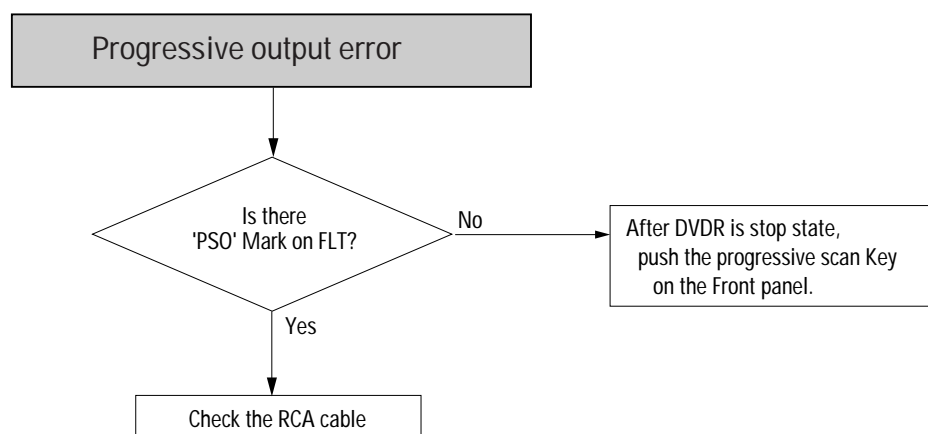 Progressive output error
Is there
'PSO' Mark on FLT?
No
After DVDR is stop state,
push the progressive scan Key
on the Front panel.
Yes
Check the RCA cable